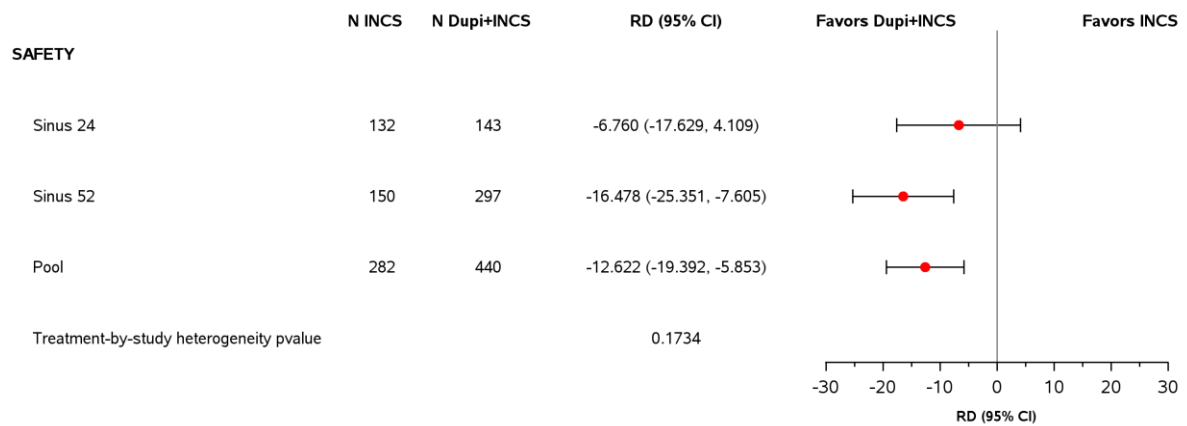 N INCS N Dupi+INCS RD (95% CI) Favors Dupi+INCS Favors INCS
SAFETY
Sinus 24 132 143 -6.760 (-17.629, 4.109)
Sinus 52 150 297 -16.478 (-25.351, -7.605)
Pool 282 440 -12.622 (-19.392, -5.853)
Treatment-by-study heterogeneity pvalue 0.1734
-30 -20 -10 0 10 20 30
RD (95% CI)